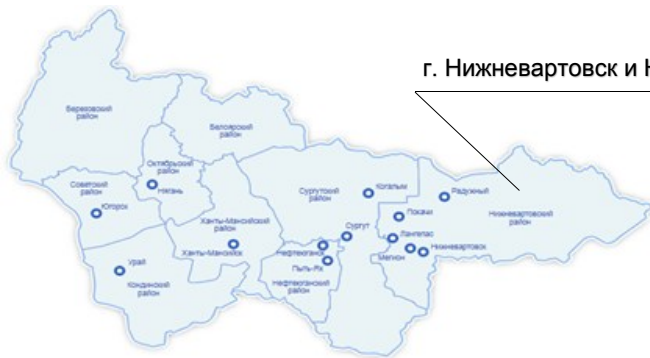 г. Нижневартовск и Н
Березовский
район
Белоярский
район
Октябрьский
район
Нягань
Советский
район
Югорск
Сургутский
район
Когалым
Радужный
Покачи
Нижневартовский
район
Ханты-Мансийский
район
Ханты-Мансийск
Сургут
Нефтеюганск
Пыть-Ях
Нефтеюганский
район
Лангепас
Мегион
Нижневартовск
Урай
Кондинский
район